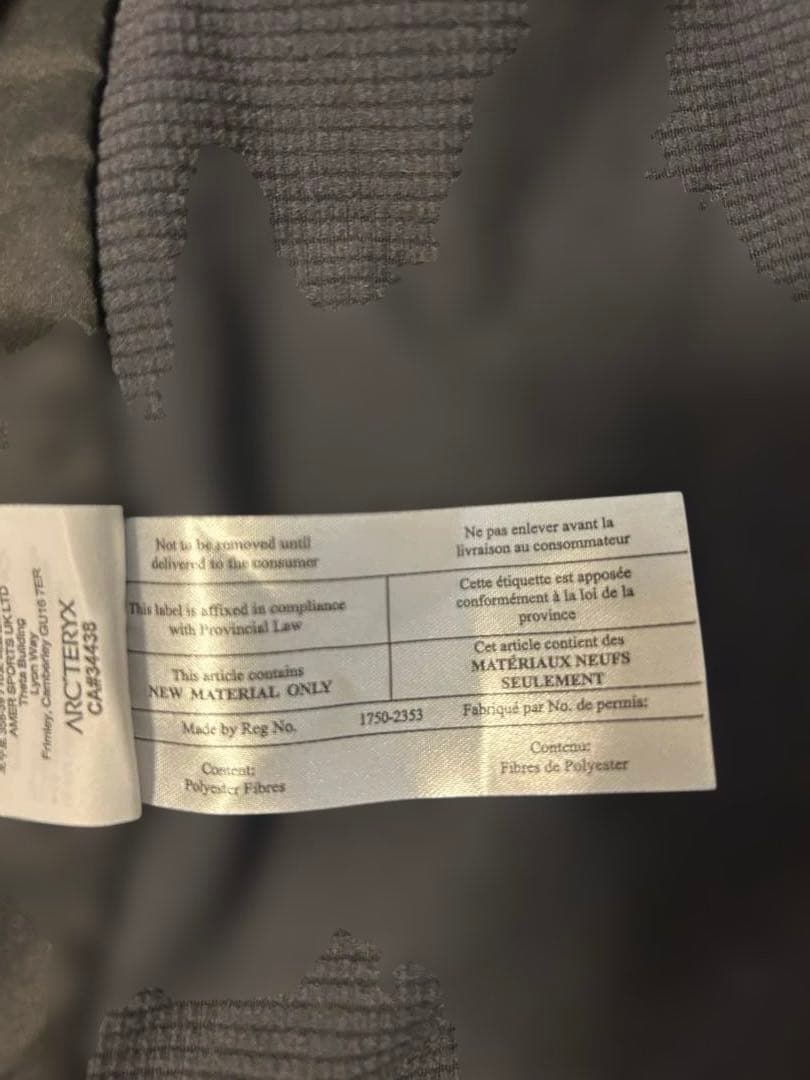 Not to be removed until
delivered to the consumer
Ne pas enlever avant la
livraison au consommateur
This label is affixed in compliance
with Provincial Law
Cette étiquette est apposée
conformément à la loi de la
province
This article contains
NEW MATERIAL ONLY
Cet article contient des
MATÉRIAUX NEUFS
SEULEMENT
Made by Reg No.
1750-2353
Fabriqué par No. de permis:
Content:
Polyester Fibres
Contenu:
Fibres de Polyester
AMER SPORTS UK LTD
Theta Building
Lyon Way
Frimley, Camberley GU16 7ER
ARC'TERYX
CA#34438